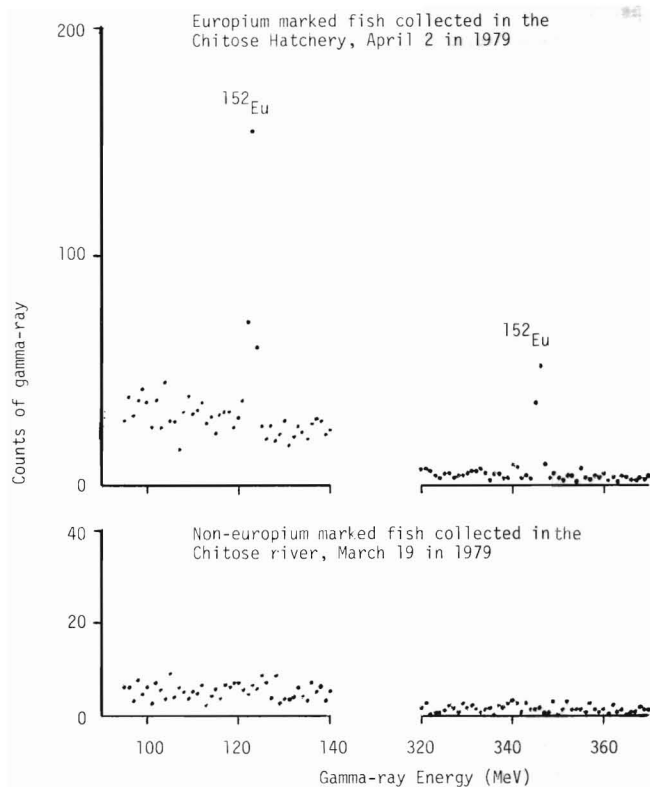 Europium marked fish collected in the
Chitose Hatchery, April 2 in 1979
200
152Eu
100
152Eu
0
Counts of gamma-ray
Non-europium marked fish collected in the
Chitose river, March 19 in 1979
40
20
0
100 120 140 320 340 360
Gamma-ray Energy (MeV)